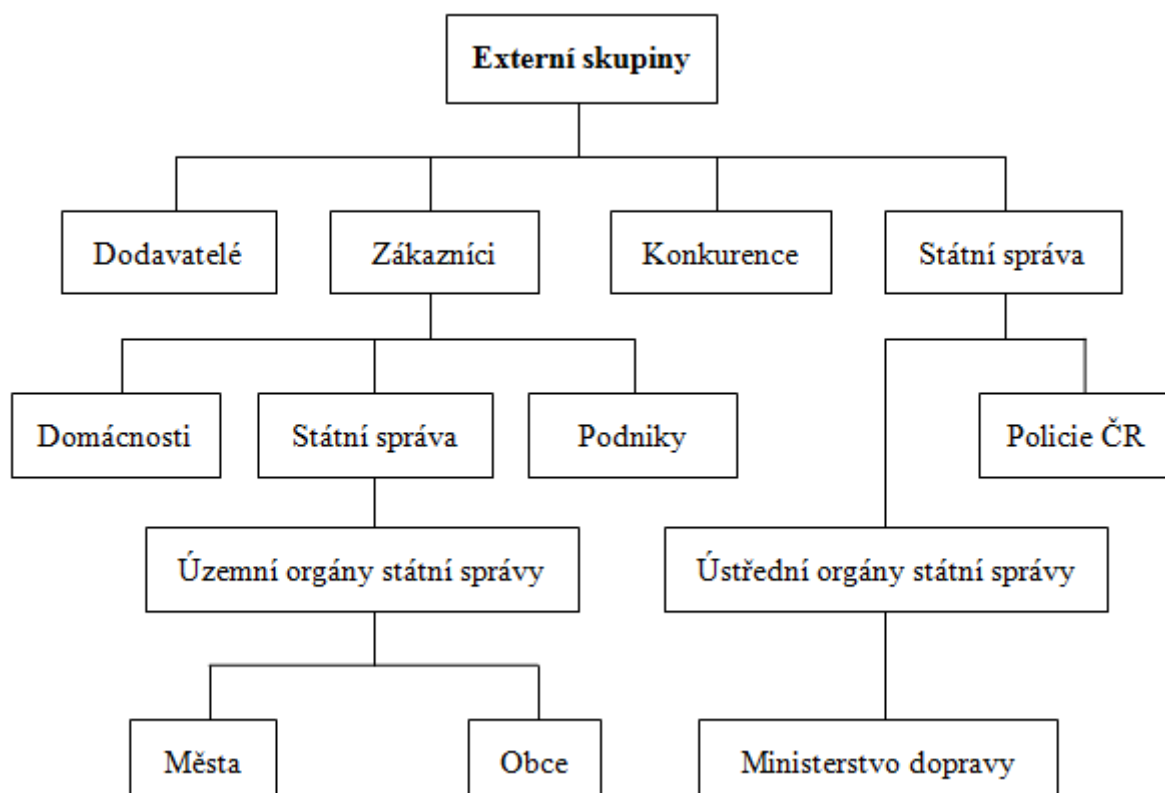 Externí skupiny
Dodavatelé
Zákazníci
Konkurence
Státní správa
Domácnosti
Státní správa
Podniky
Policie ČR
Územní orgány státní správy
Ústřední orgány státní správy
Města
Obce
Ministerstvo dopravy